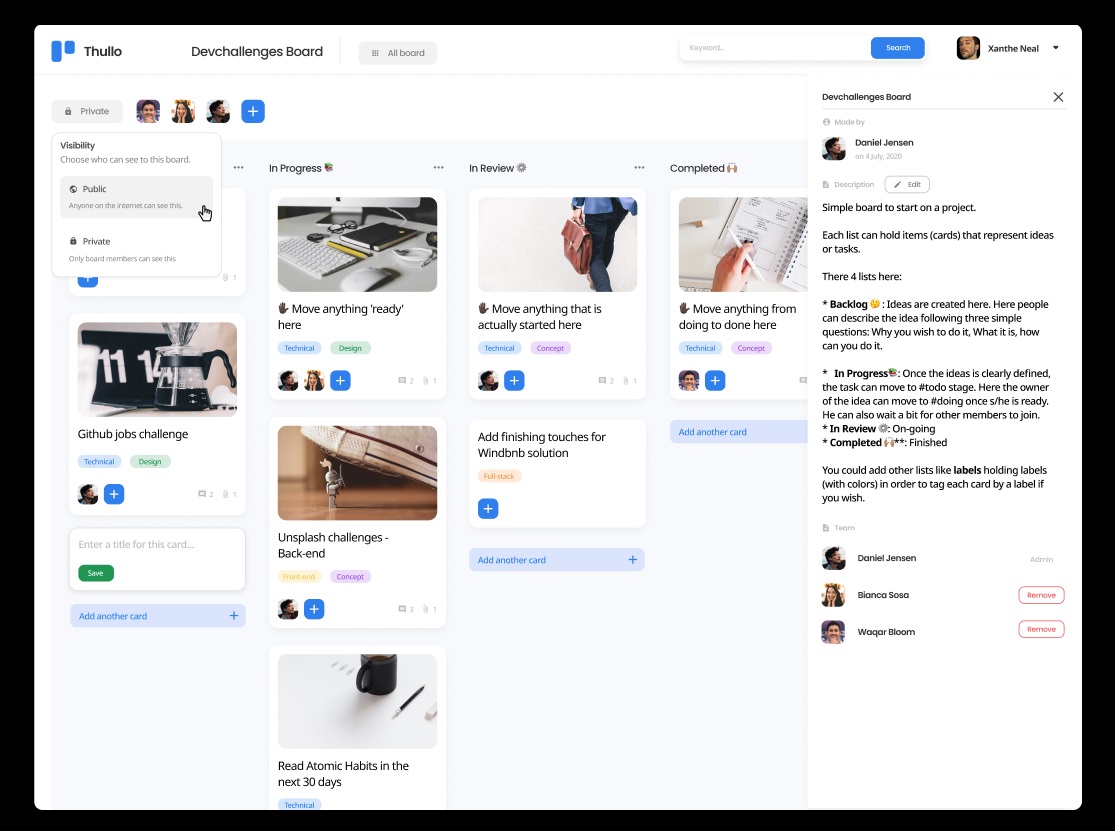 Thullo
Devchallenges Board
All board
Keyword...
Search
Xanthe Neal
Private
Visibility
Choose who can see to this board.
Public
Anyone on the internet can see this.
Private
Only board members can see this
1
11 14
Github jobs challenge
Technical
Design
2
1
Enter a title for this card...
Save
Add another card
In Progress 📚
✋🏿 Move anything 'ready'
here
Technical
Design
2
1
Unsplash challenges -
Back-end
Front-end
Concept
3
1
Read Atomic Habits in the
next 30 days
Technical
In Review ⚙️
✋🏿 Move anything that is
actually started here
Technical
Concept
2
1
Add finishing touches for
Windbnb solution
Full-stack
Add another card
Completed 🙌🏽
✋🏿 Move anything from
doing to done here
Technical
Concept
Add another card
Devchallenges Board
Made by
Daniel Jensen
on 4 July, 2020
Description
Edit
Simple board to start on a project.
Each list can hold items (cards) that represent ideas
or tasks.
There 4 lists here:
* Backlog 🤔 : Ideas are created here. Here people
can describe the idea following three simple
questions: Why you wish to do it, What it is, how
can you do it.
* In Progress📚: Once the ideas is clearly defined,
the task can move to #todo stage. Here the owner
of the idea can move to #doing once s/he is ready.
He can also wait a bit for other members to join.
* In Review ⚙️: On-going
* Completed 🙌🏽**: Finished
You could add other lists like labels holding labels
(with colors) in order to tag each card by a label if
you wish.
Team
Daniel Jensen
Admin
Bianca Sosa
Remove
Waqar Bloom
Remove